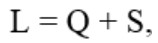 L = Q + S,